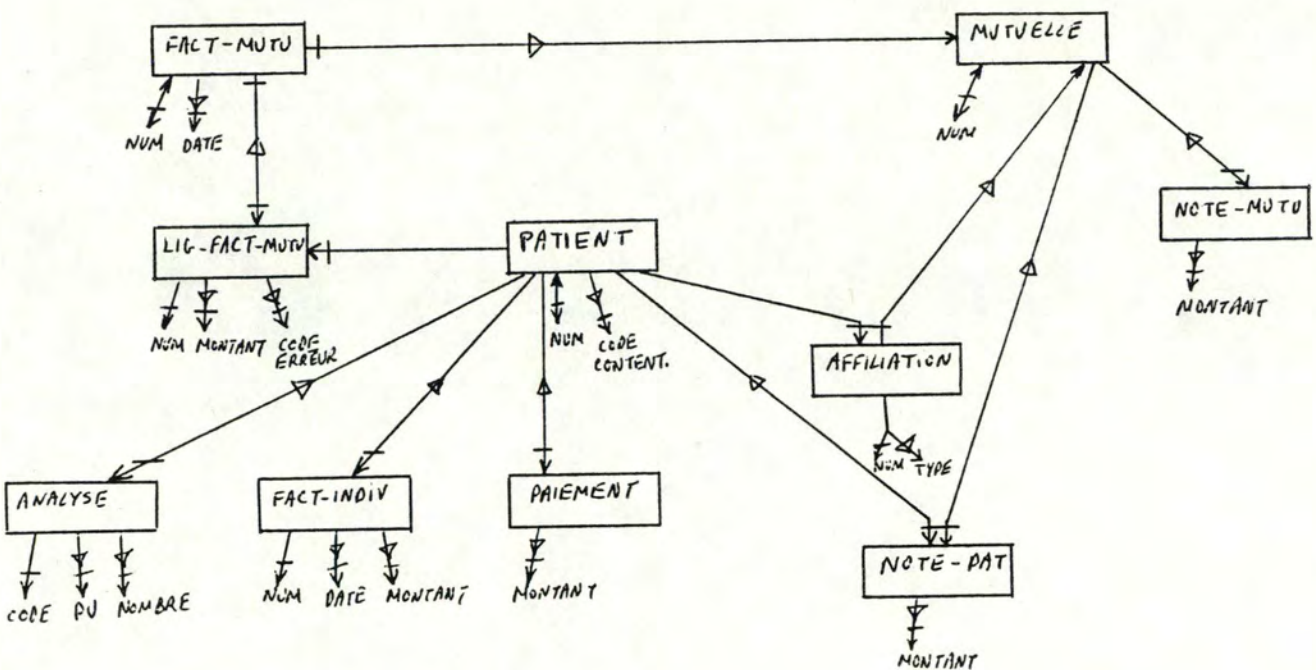 FACT-MUTU
MUTUELLE
NUM DATE
NUM
LIG-FACT-MUTU
PATIENT
NOTE-MUTU
NUM MONTANT CODE ERREUR
NUM CODE CONTENT.
MONTANT
AFFILIATION
NUM TYPE
ANALYSE
FACT-INDIV
PAIEMENT
NOTE-PAT
CODE PU NOMBRE
NUM DATE MONTANT
MONTANT
MONTANT